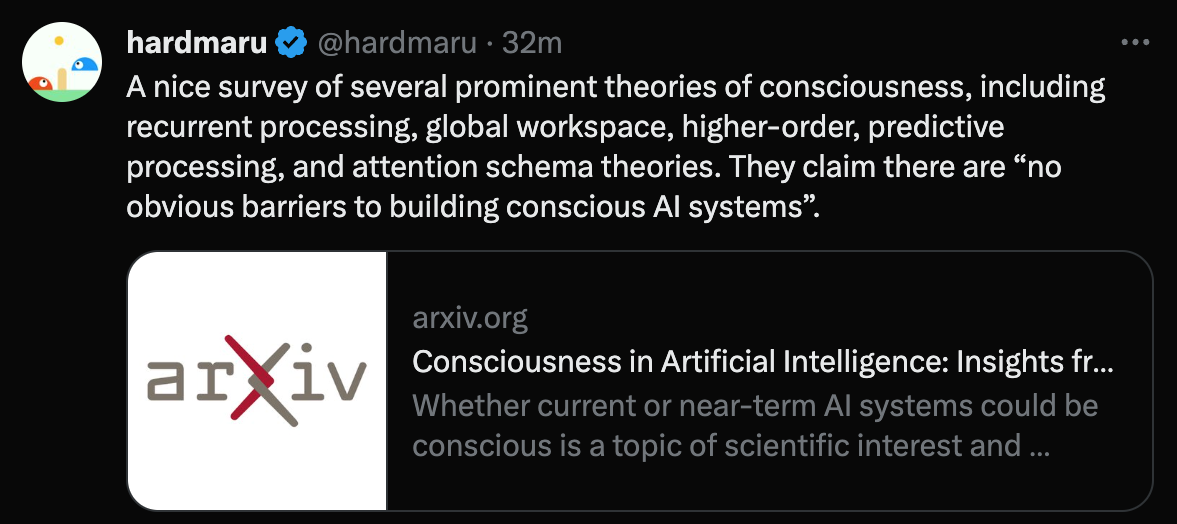 hardmaru @hardmaru · 32m
A nice survey of several prominent theories of consciousness, including
recurrent processing, global workspace, higher-order, predictive
processing, and attention schema theories. They claim there are “no
obvious barriers to building conscious AI systems”.
arXiv
arxiv.org
Consciousness in Artificial Intelligence: Insights fr...
Whether current or near-term AI systems could be
conscious is a topic of scientific interest and ...